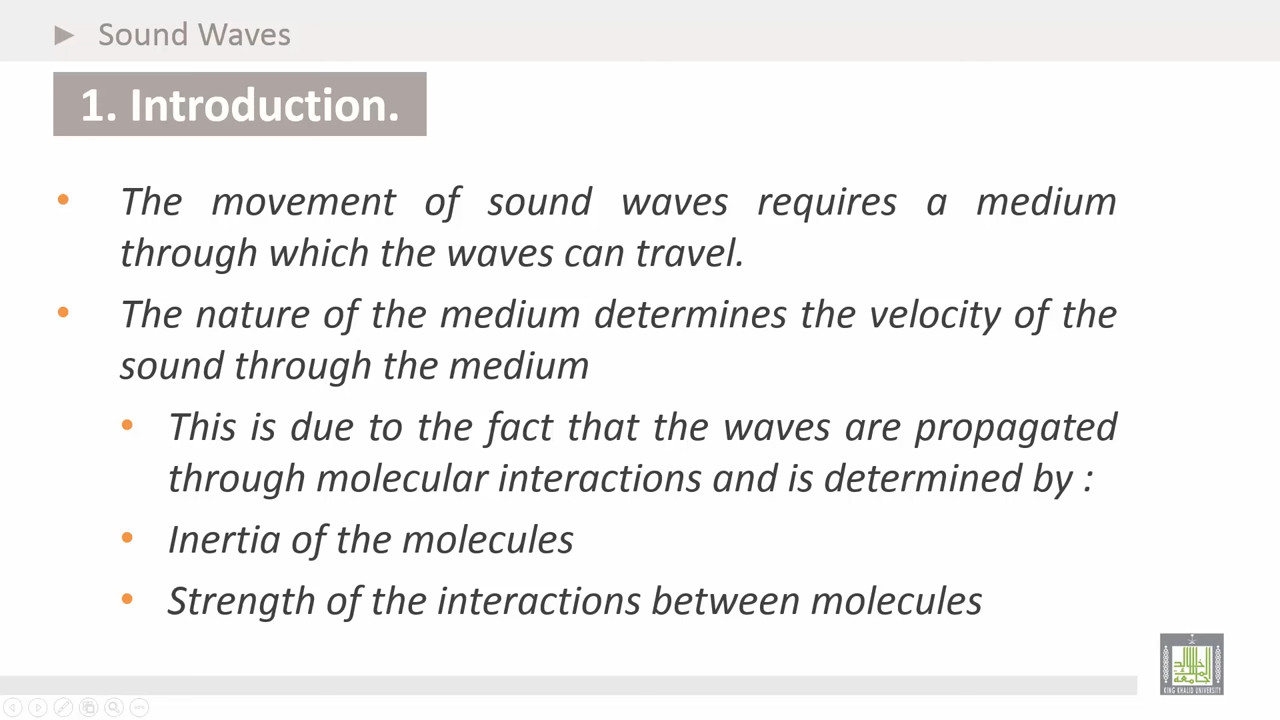 Sound Waves
1. Introduction.
• The movement of sound waves requires a medium
through which the waves can travel.
• The nature of the medium determines the velocity of the
sound through the medium
• This is due to the fact that the waves are propagated
through molecular interactions and is determined by :
• Inertia of the molecules
• Strength of the interactions between molecules
KING KHALID UNIVERSITY